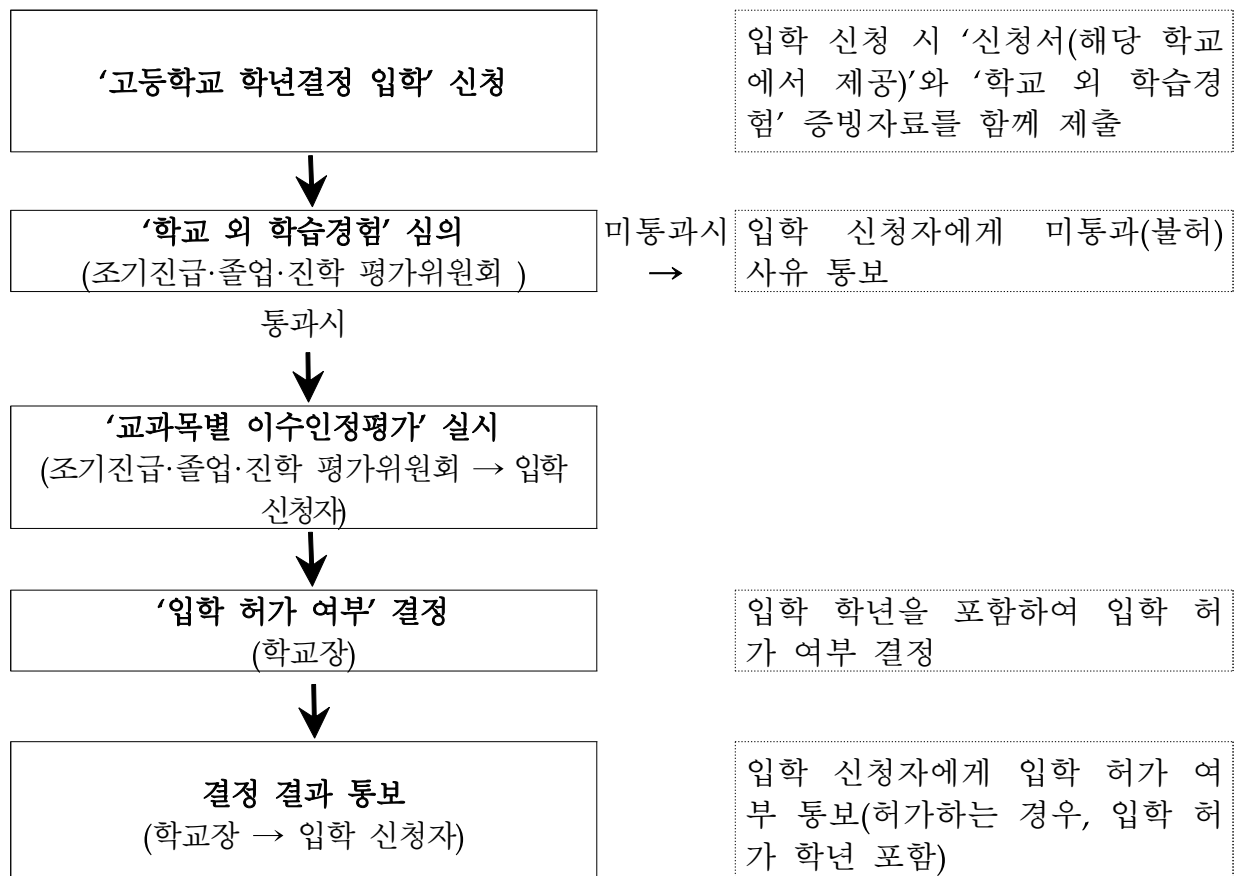 ‘고등학교 학년결정 입학’ 신청
입학 신청 시 ‘신청서(해당 학교
에서 제공)’와 ‘학교 외 학습경
험’ 증빙자료를 함께 제출
‘학교 외 학습경험’ 심의
(조기진급·졸업·진학 평가위원회 )
미통과시
→
입학 신청자에게 미통과(불허)
사유 통보
통과시
‘교과목별 이수인정평가’ 실시
(조기진급·졸업·진학 평가위원회 → 입학
신청자)
‘입학 허가 여부’ 결정
(학교장)
입학 학년을 포함하여 입학 허
가 여부 결정
결정 결과 통보
(학교장 → 입학 신청자)
입학 신청자에게 입학 허가 여
부 통보(허가하는 경우, 입학 허
가 학년 포함)